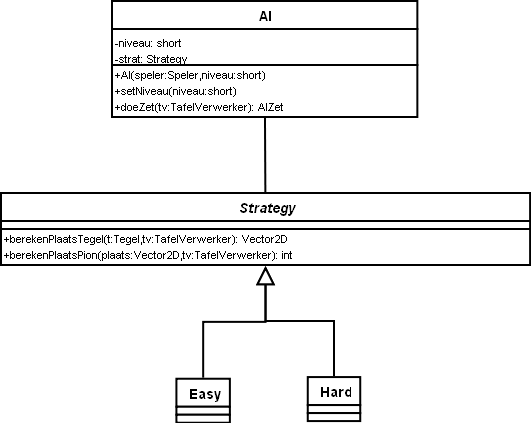 AI
-niveau: short
-strat: Strategy
+AI(speler:Speler,niveau:short)
+setNiveau(niveau:short)
+doeZet(tv:TafelVerwerker): AIZet
Strategy
+berekenPlaatsTegel(t:Tegel,tv:TafelVerwerker): Vector2D
+berekenPlaatsPion(plaats:Vector2D,tv:TafelVerwerker): int
Easy
Hard